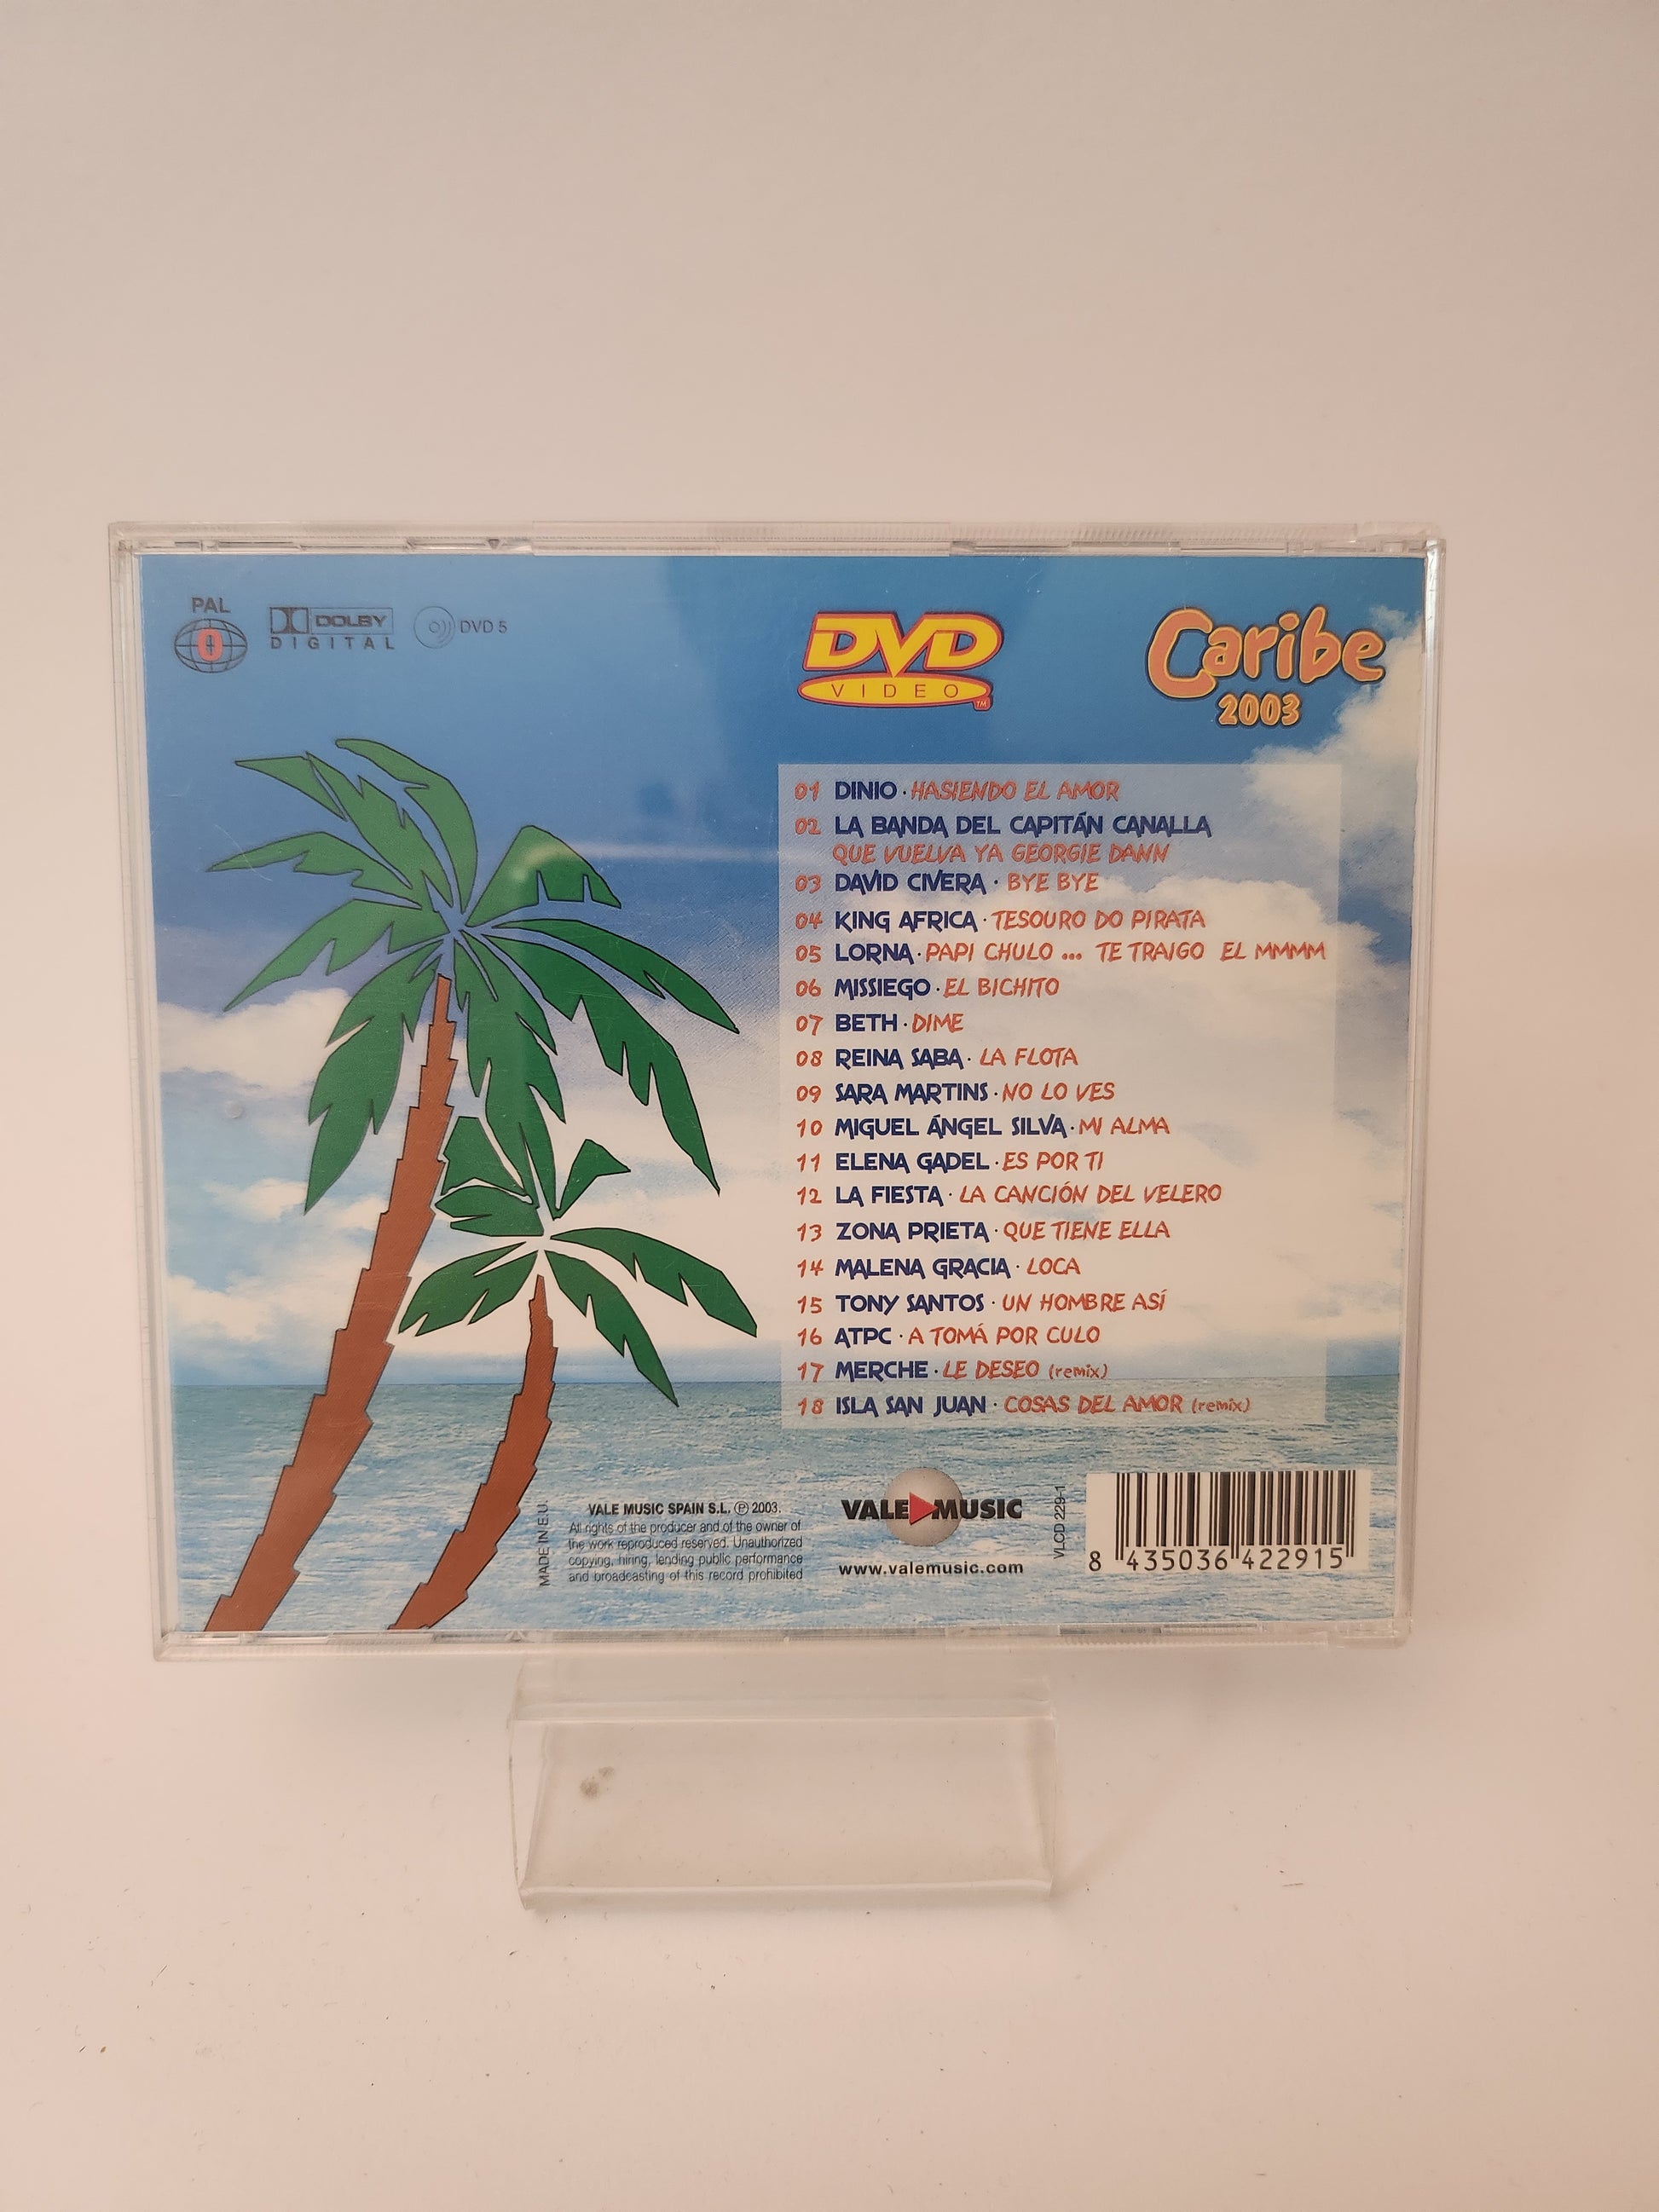 PAL
0
DOLBY
DIGITAL
DVD 5
DVD
VIDEO
TM
Caribe
2003
01 DINIO · HASIENDO EL AMOR
02 LA BANDA DEL CAPITÁN CANALLA
QUE VUELVA YA GEORGIE DANN
03 DAVID CIVERA · BYE BYE
04 KING AFRICA · TESOURO DO PIRATA
05 LORNA · PAPI CHULO ... TE TRAIGO EL MMMM
06 MISSIEGO · EL BICHITO
07 BETH · DIME
08 REINA SABA · LA FLOTA
09 SARA MARTINS · NO LO VES
10 MIGUEL ÁNGEL SILVA · MI ALMA
11 ELENA GADEL · ES POR TI
12 LA FIESTA · LA CANCIÓN DEL VELERO
13 ZONA PRIETA · QUE TIENE ELLA
14 MALENA GRACIA · LOCA
15 TONY SANTOS · UN HOMBRE ASÍ
16 ATPC · A TOMÁ POR CULO
17 MERCHE · LE DESEO (remix)
18 ISLA SAN JUAN · COSAS DEL AMOR (remix)
MADE IN E.U.
VALE MUSIC SPAIN S.L. Ⓟ 2003.
All rights of the producer and of the owner of
the work reproduced reserved. Unauthorized
copying, hiring, lending public performance
and broadcasting of this record prohibited
VALE MUSIC
www.valemusic.com
VLCD 229-1
8 435036 422915